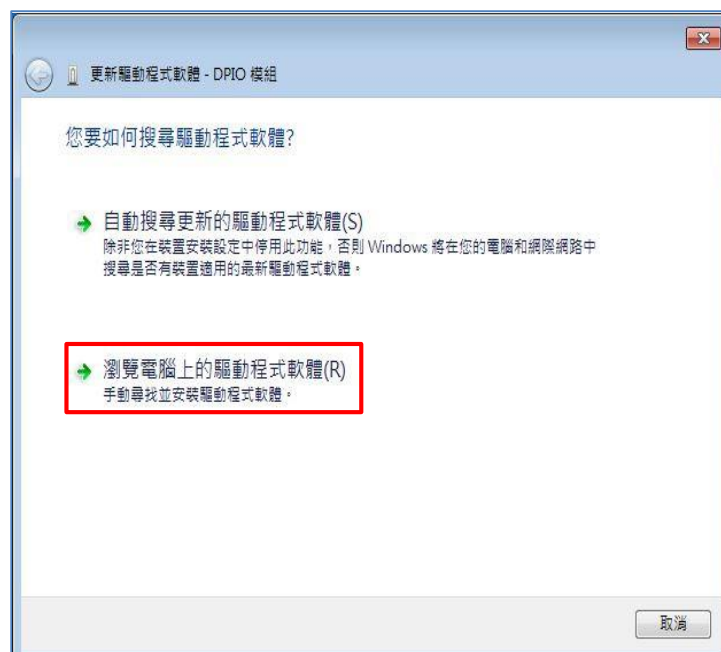 更新驅動程式軟體 - DPIO 模組
您要如何搜尋驅動程式軟體?
自動搜尋更新的驅動程式軟體(S)
除非您在裝置安裝設定中停用此功能，否則 Windows 將在您的電腦和網際網路中
搜尋是否有裝置適用的最新驅動程式軟體。
瀏覽電腦上的驅動程式軟體(R)
手動尋找並安裝驅動程式軟體。
取消